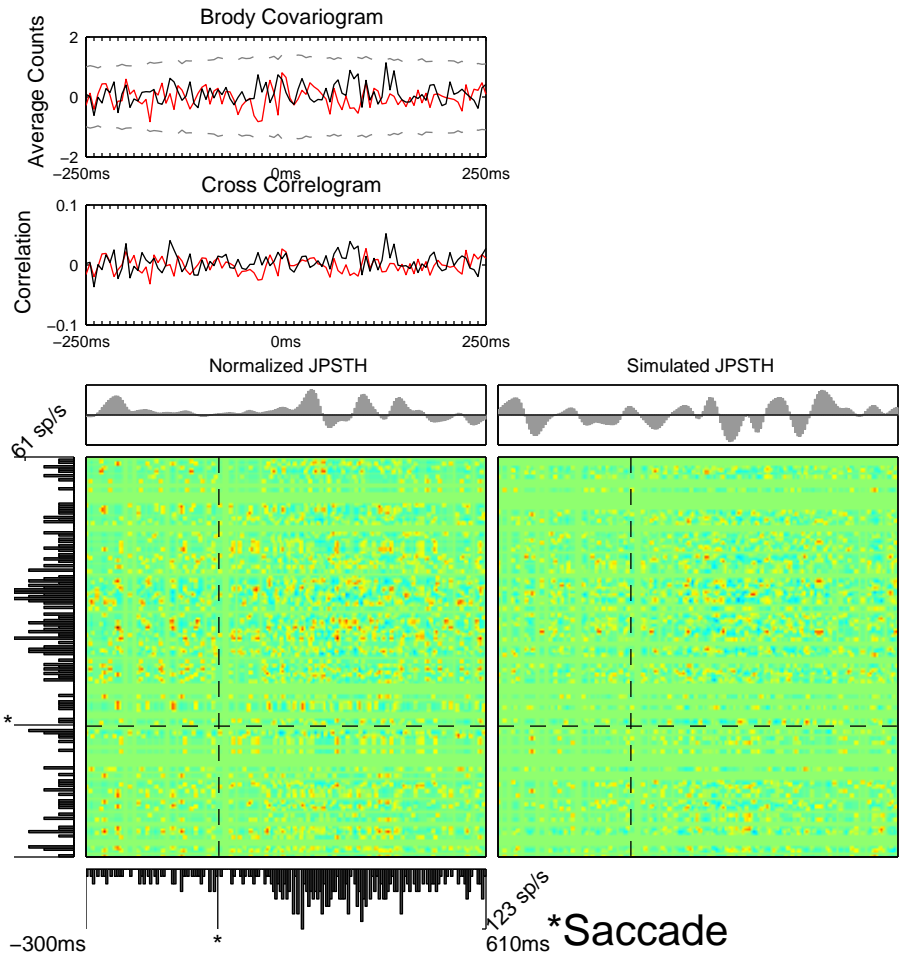 Brody Covariogram
Average Counts
2
0
−2
−250ms
0ms
250ms
Cross Correlogram
Correlation
0.1
0
−0.1
−250ms
0ms
250ms
Normalized JPSTH
Simulated JPSTH
61 sp/s
*
*
123 sp/s
−300ms
610ms
*Saccade